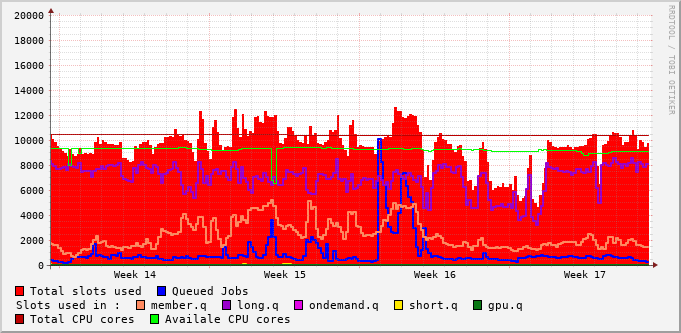 20000
18000
16000
14000
12000
10000
8000
6000
4000
2000
0
Week 14 Week 15 Week 16 Week 17
RRDTOOL / TOBI OETIKER
Total slots used Queued Jobs
Slots used in : member.q long.q ondemand.q short.q gpu.q
Total CPU cores Availale CPU cores